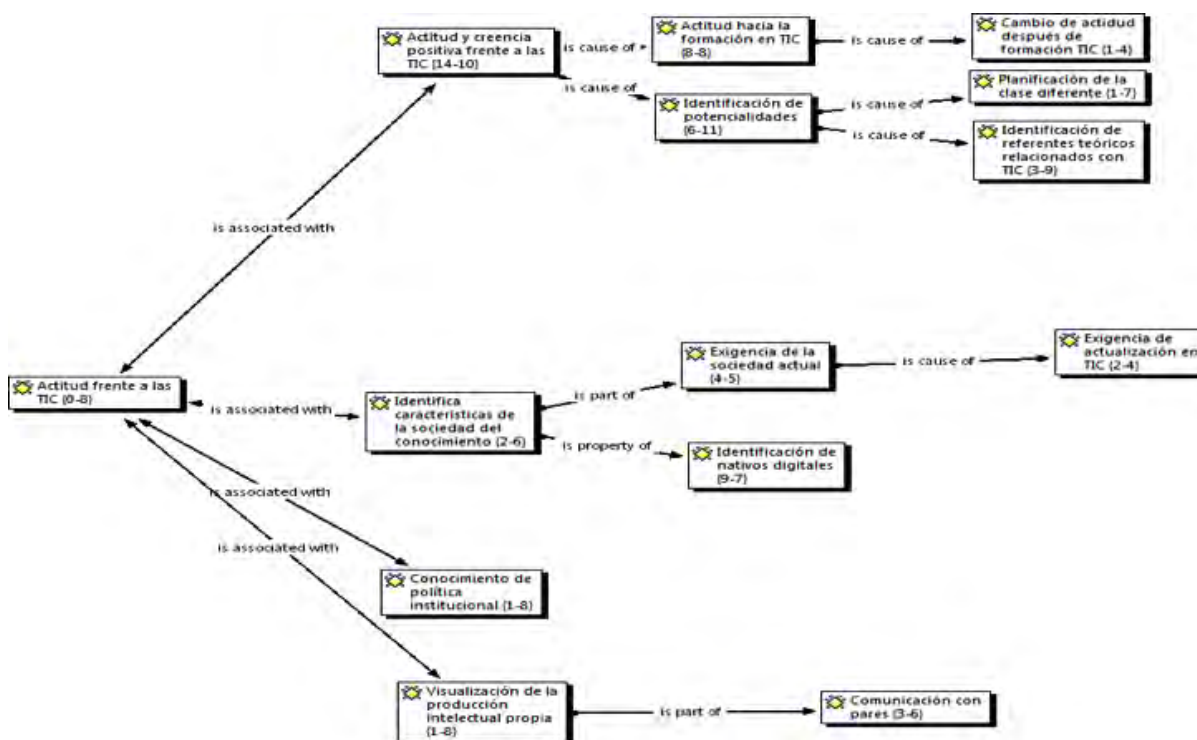 Actitud y creencia
positiva frente a las
TIC (14-10)
is cause of
Actitud hacia la
formación en TIC
(8-8)
is cause of
Cambio de actidud
después de
formación TIC (1-4)
is cause of
Identificación de
potencialidades
(6-11)
is cause of
Planificación de la
clase diferente (1-7)
is cause of
Identificación de
referentes teóricos
relacionados con
TIC (3-9)
is associated with
Actitud frente a las
TIC (0-8)
is associated with
Identifica
características de
la sociedad del
conocimiento (2-6)
is part of
Exigencia de la
sociedad actual
(4-5)
is cause of
Exigencia de
actualización en
TIC (2-4)
is property of
Identificación de
nativos digitales
(9-7)
is associated with
Conocimiento de
política
institucional (1-8)
is associated with
Visualización de la
producción
intelectual propia
(1-8)
is part of
Comunicación con
pares (3-6)